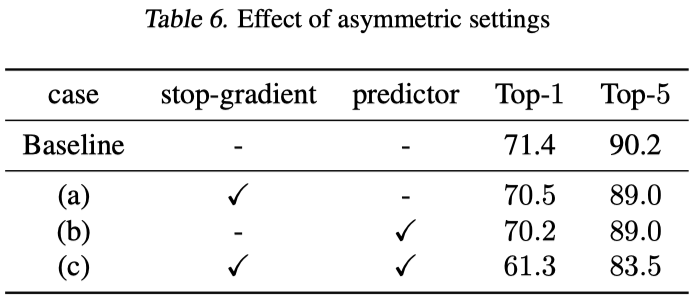 Table 6. Effect of asymmetric settings
case stop-gradient predictor Top-1 Top-5
Baseline - - 71.4 90.2
(a) ✓ - 70.5 89.0
(b) - ✓ 70.2 89.0
(c) ✓ ✓ 61.3 83.5